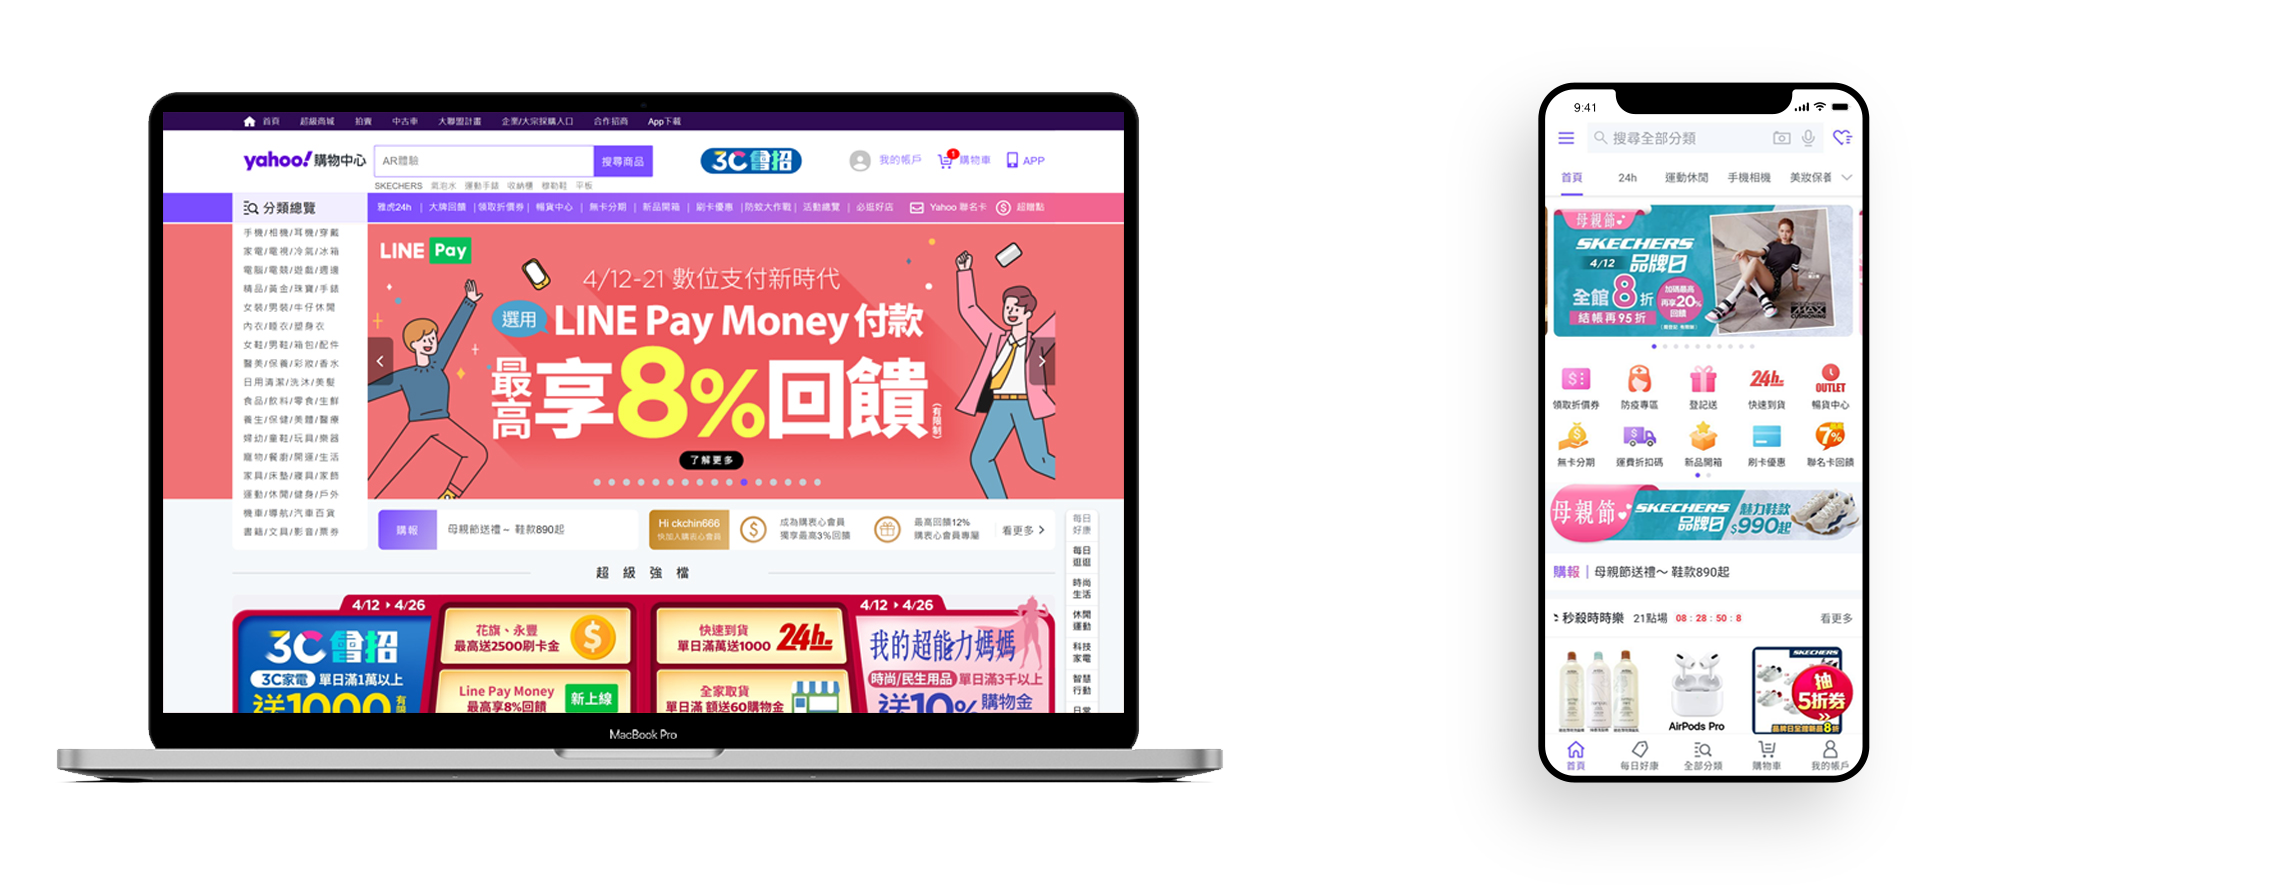 首頁 超級商城 拍賣 中古車 大聯盟計畫 企業/大宗採購入口 合作招商 App下載
yahoo!購物中心 AR體驗 搜尋商品 3C會招 我的帳戶 1 購物車 APP
SKECHERS 氣泡水 運動手錶 收納櫃 穆勒鞋 平板
分類總覽 雅虎24h | 大牌回饋 | 領取折價券 | 暢貨中心 | 無卡分期 | 新品開箱 | 刷卡優惠 | 防蚊大作戰 | 活動總覽 | 必逛好店 Yahoo 聯名卡 超贈點
手機/相機/耳機/穿戴
家電/電視/冷氣/冰箱
電腦/電競/遊戲/週邊
精品/黃金/珠寶/手錶
女裝/男裝/牛仔休閒
內衣/睡衣/塑身衣
女鞋/男鞋/箱包/配件
醫美/保養/彩妝/香水
日用清潔/洗沐/美髮
食品/飲料/零食/生鮮
養生/保健/美體/醫療
婦幼/童鞋/玩具/樂器
寵物/餐廚/開運/生活
家具/床墊/寢具/家飾
運動/休閒/健身/戶外
機車/導航/汽車百貨
書籍/文具/影音/票券
LINE Pay
4/12-21 數位支付新時代
選用 LINE Pay Money付款
最高享8%回饋
(有限制)
了解更多
購報 母親節送禮～ 鞋款890起
Hi ckchin666
快加入購衷心會員
成為購衷心會員
獨享最高3%回饋
最高回饋12%
購衷心會員專屬
看更多
超級強檔
4/12 ▸ 4/26
3C會招
3C家電 單日滿1萬以上
送1000
花旗、永豐
最高送2500刷卡金
Line Pay Money
最高享8%回饋
新上線
快速到貨
單日滿萬送1000
24h
全家取貨
單日滿 額送60購物金
4/12 ▸ 4/26
我的超能力媽媽
時尚/民生用品 單日滿3千以上
送10% 購物金
每日
好康
每日
逛逛
時尚
生活
休閒
運動
科技
家電
智慧
行動
日常
MacBook Pro
9:41
搜尋全部分類
首頁 24h 運動休閒 手機相機 美妝保養
母親節
SKECHERS
4/12 品牌日
全館8折
結帳再95折
加碼最高
再享20%
回饋
SKECHERS
MAX
CUSHIONING
24h OUTLET
領取折價券 防疫專區 登記送 快速到貨 暢貨中心
7%
無卡分期 運費折扣碼 新品開箱 刷卡優惠 聯名卡回饋
母親節 SKECHERS
品牌日
魅力鞋款
$990起
購報 | 母親節送禮～ 鞋款890起
秒殺時時樂 21點場 08 : 28 : 50 : 8 看更多
AirPods Pro
SKECHERS
抽
5折券
品牌日全館新品8折
首頁 每日好康 全部分類 購物車 我的帳戶